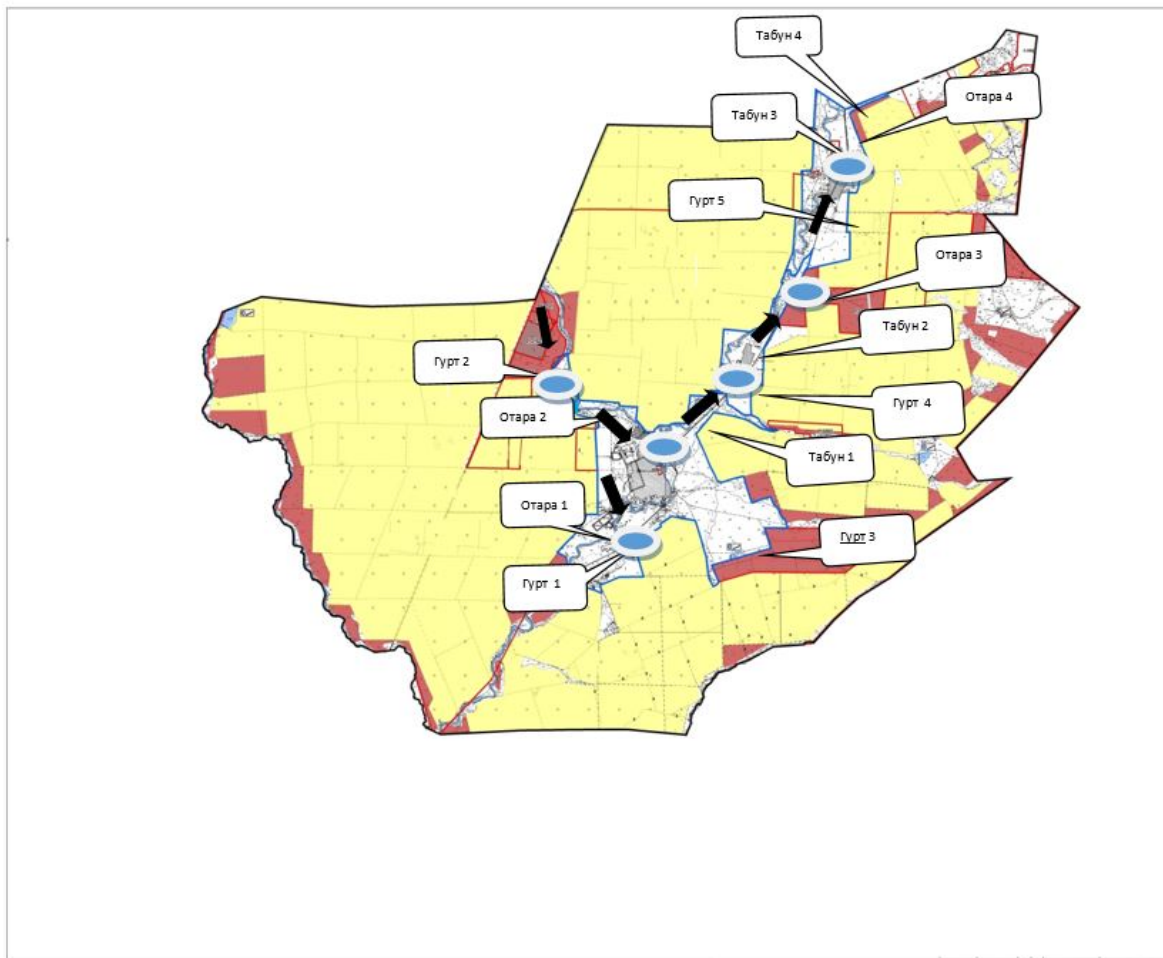 Табун 4
Отара 4
Табун 3
Гурт 5
Отара 3
Табун 2
Гурт 2
Гурт 4
Отара 2
Табун 1
Отара 1
Гурт 3
Гурт 1